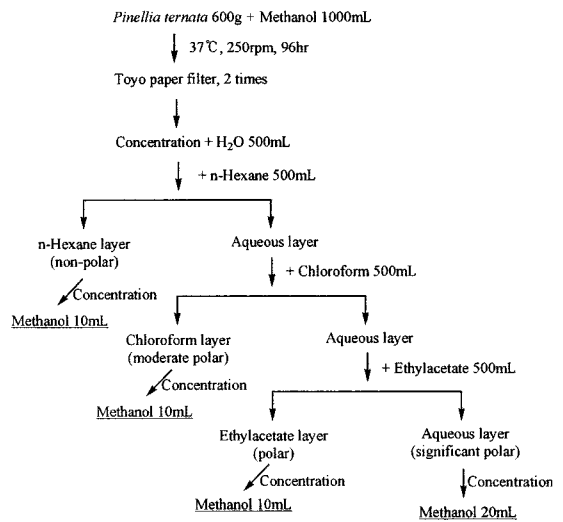 Pinellia ternata 600g + Methanol 1000mL
37℃, 250rpm, 96hr
Toyo paper filter, 2 times
Concentration + H₂O 500mL
+ n-Hexane 500mL
n-Hexane layer
(non-polar)
Aqueous layer
+ Chloroform 500mL
Concentration
Methanol 10mL
Chloroform layer
(moderate polar)
Aqueous layer
+ Ethylacetate 500mL
Concentration
Methanol 10mL
Ethylacetate layer
(polar)
Aqueous layer
(significant polar)
Concentration
Methanol 10mL
Concentration
Methanol 20mL